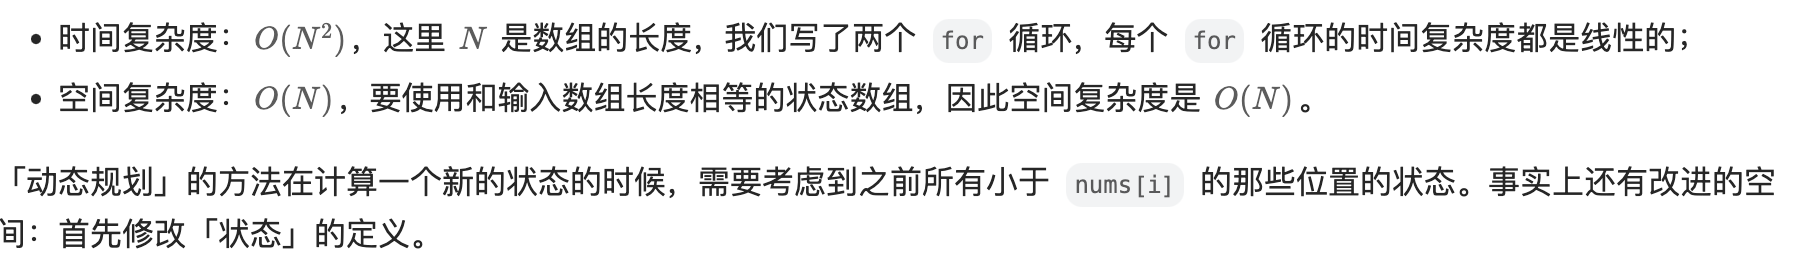 • 时间复杂度：O(N²)，这里 N 是数组的长度，我们写了两个 for 循环，每个 for 循环的时间复杂度都是线性的；
• 空间复杂度：O(N)，要使用和输入数组长度相等的状态数组，因此空间复杂度是 O(N)。
「动态规划」的方法在计算一个新的状态的时候，需要考虑到之前所有小于 nums[i] 的那些位置的状态。事实上还有改进的空
间：首先修改「状态」的定义。